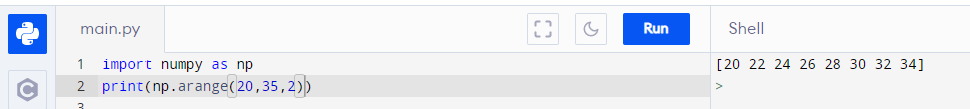 main.py Run Shell
1 import numpy as np [20 22 24 26 28 30 32 34]
2 print(np.arange(20,35,2)) >
3